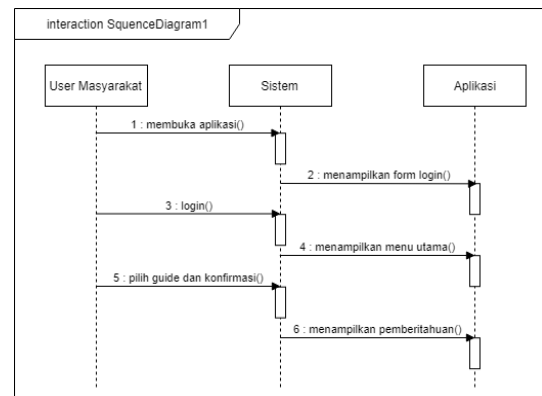 interaction SquenceDiagram1
User Masyarakat
Sistem
Aplikasi
1 : membuka aplikasi()
2 : menampilkan form login()
3 : login()
4 : menampilkan menu utama()
5 : pilih guide dan konfirmasi()
6 : menampilkan pemberitahuan()